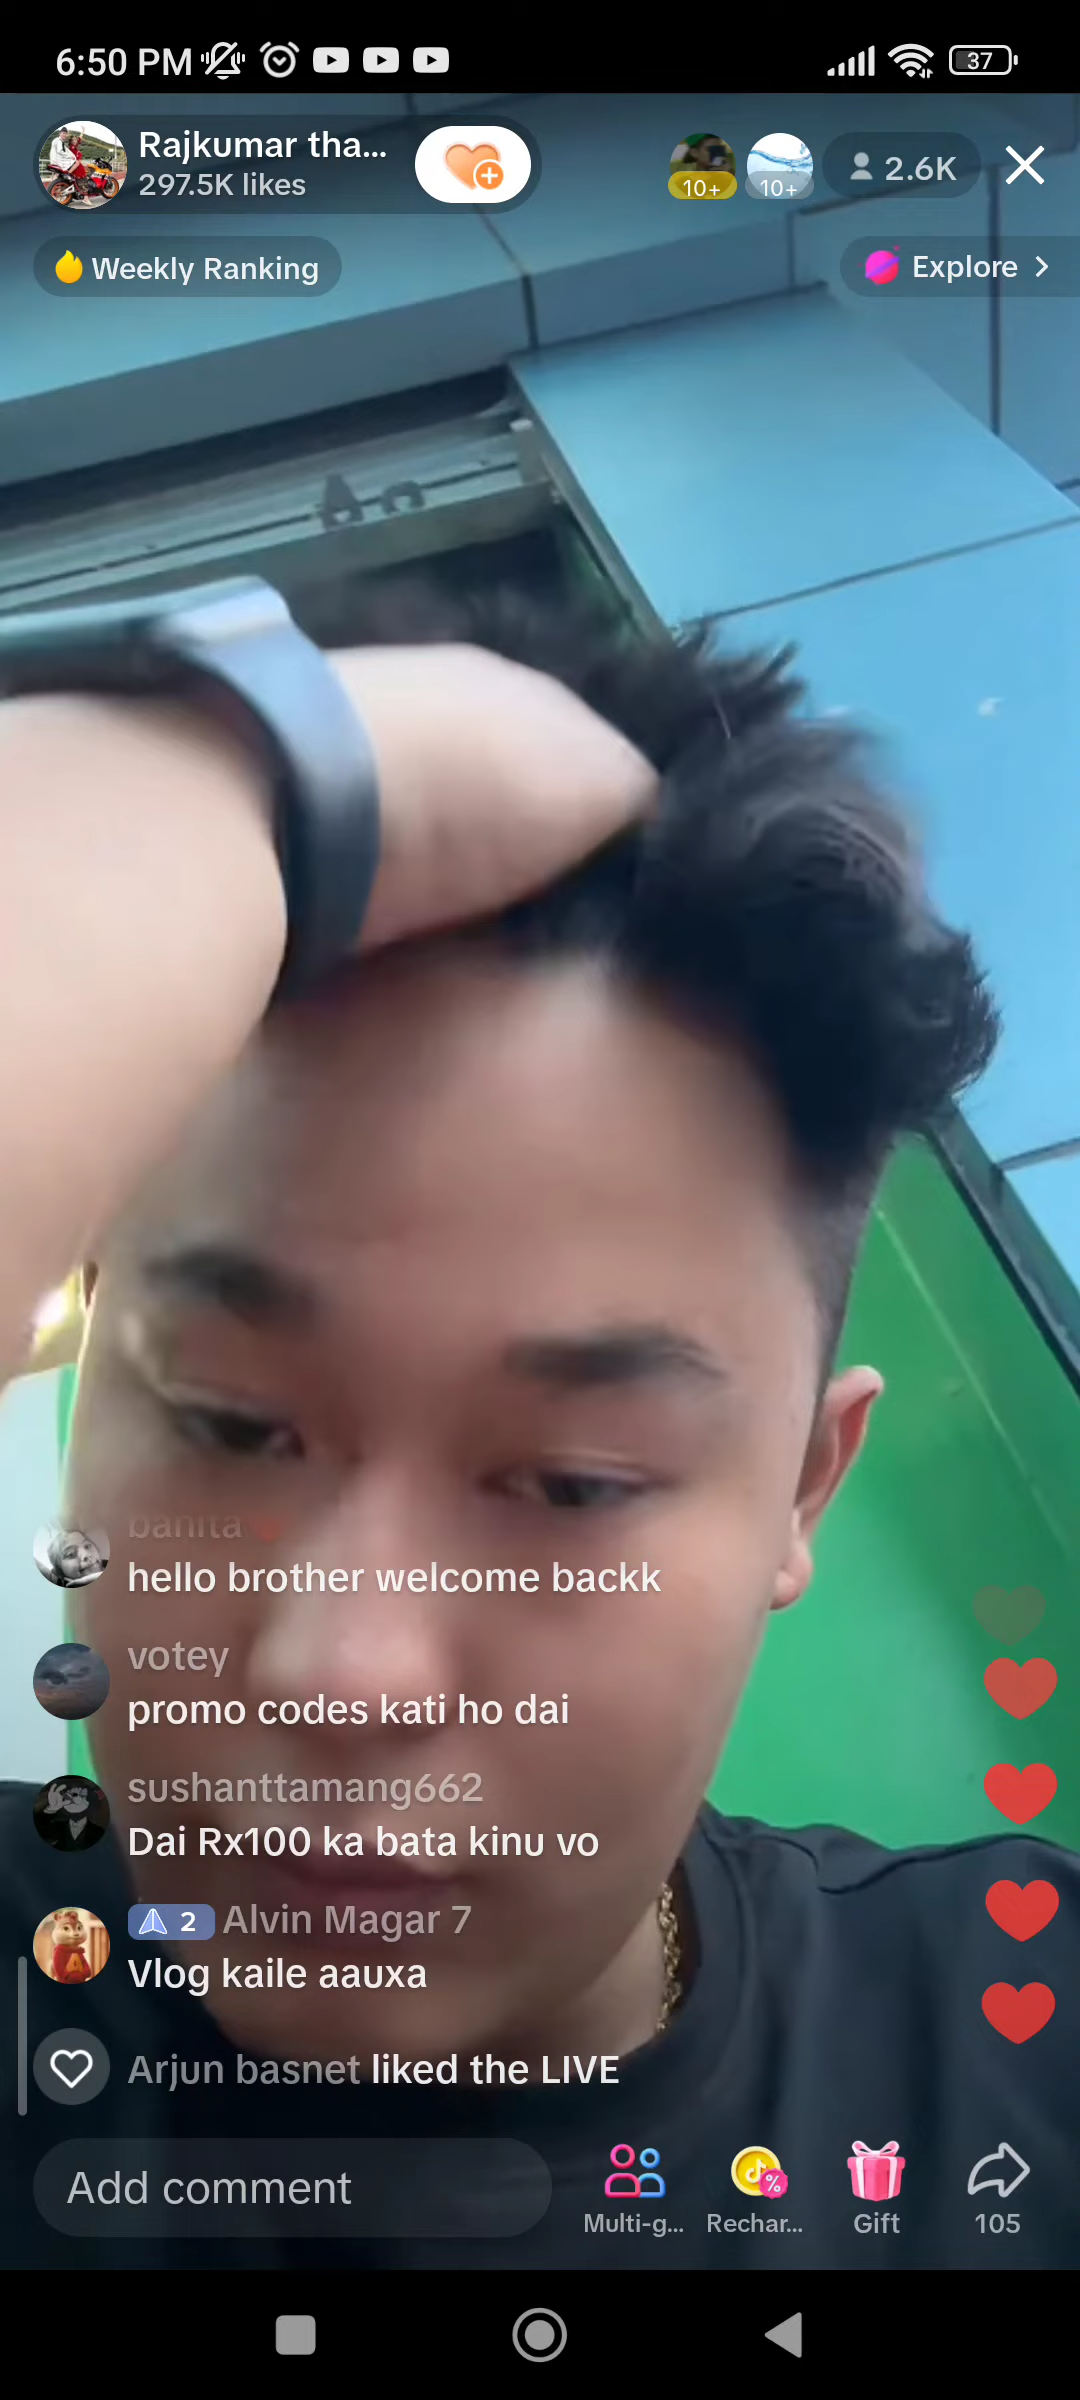 6:50 PM
37
Rajkumar tha...
297.5K likes
10+
10+
2.6K
Weekly Ranking
Explore
banita
hello brother welcome backk
votey
promo codes kati ho dai
sushanttamang662
Dai Rx100 ka bata kinu vo
2 Alvin Magar 7
Vlog kaile aauxa
Arjun basnet liked the LIVE
Add comment
Multi-g...
Rechar...
Gift
105